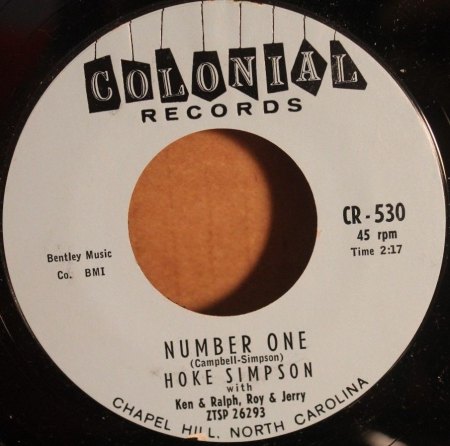 COLONIAL
RECORDS
CR-530
45 rpm
Time 2:17
Bentley Music
Co. BMI
NUMBER ONE
(Campbell-Simpson)
HOKE SIMPSON
with
Ken & Ralph, Roy & Jerry
ZTSP 26293
CHAPEL HILL, NORTH CAROLINA